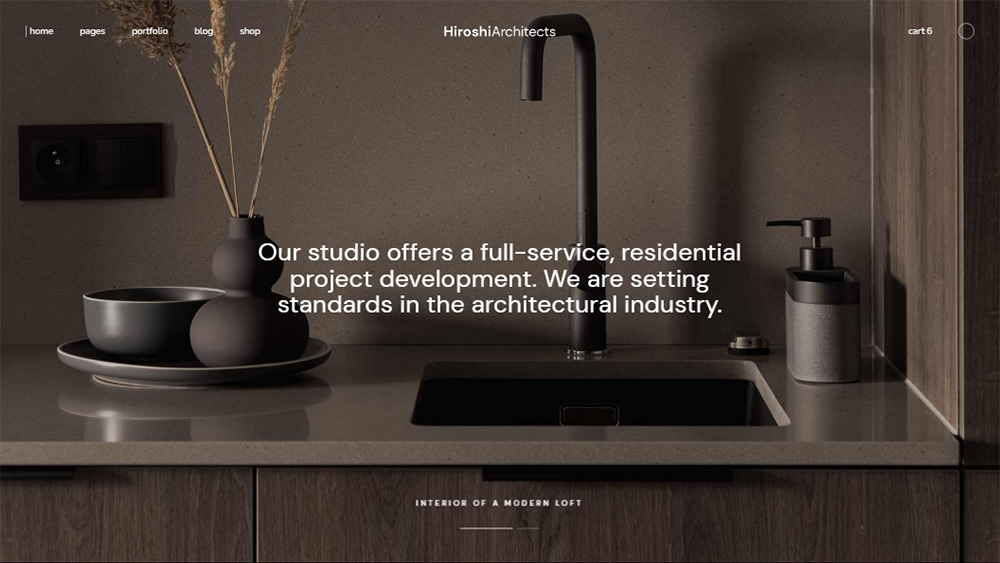 home pages portfolio blog shop HiroshiArchitects cart 6
Our studio offers a full-service, residential
project development. We are setting
standards in the architectural industry.
INTERIOR OF A MODERN LOFT